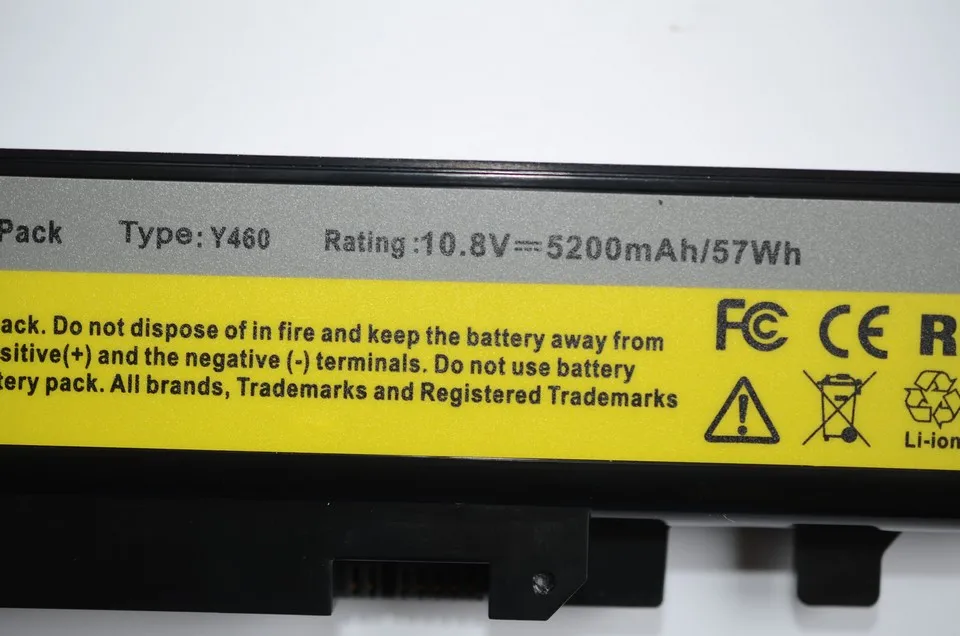 Pack Type: Y460 Rating :10.8V⎓5200mAh/57Wh
ack. Do not dispose of in fire and keep the battery away from
sitive(+) and the negative (-) terminals. Do not use battery
tery pack. All brands, Trademarks and Registered Trademarks
FC CE R
Li-ion